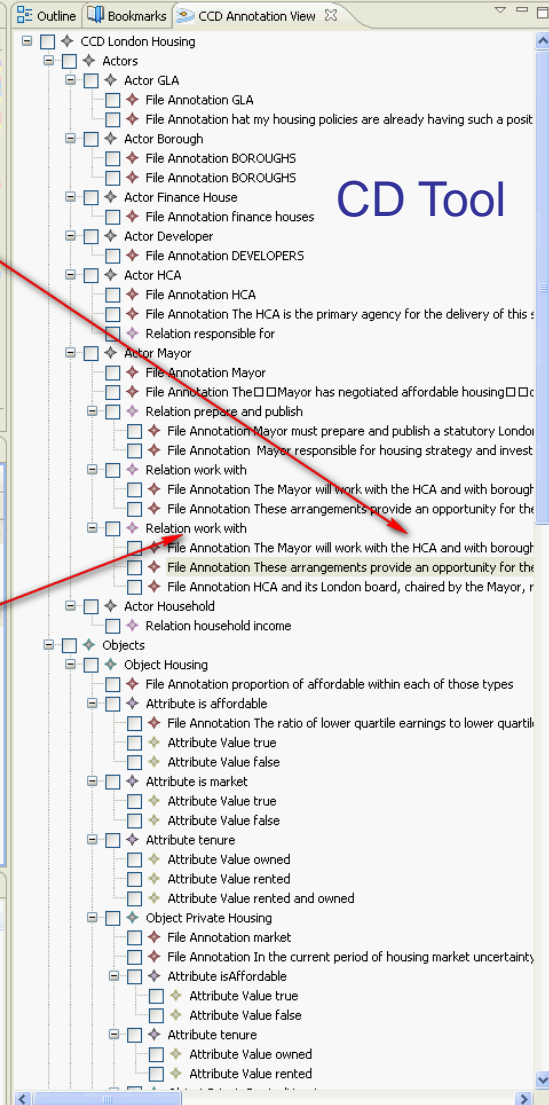 Outline Bookmarks CCD Annotation View
CCD London Housing
Actors
Actor GLA
File Annotation GLA
File Annotation hat my housing policies are already having such a posit
Actor Borough
File Annotation BOROUGHS
File Annotation BOROUGHS
CD Tool
Actor Finance House
File Annotation finance houses
Actor Developer
File Annotation DEVELOPERS
Actor HCA
File Annotation HCA
File Annotation The HCA is the primary agency for the delivery of this s
Relation responsible for
Actor Mayor
File Annotation Mayor
File Annotation The□□Mayor has negotiated affordable housing□□c
Relation prepare and publish
File Annotation Mayor must prepare and publish a statutory Londo
File Annotation Mayor responsible for housing strategy and invest
Relation work with
File Annotation The Mayor will work with the HCA and with borough
File Annotation These arrangements provide an opportunity for the
Relation work with
File Annotation The Mayor will work with the HCA and with borough
File Annotation These arrangements provide an opportunity for the
File Annotation HCA and its London board, chaired by the Mayor, r
Actor Household
Relation household income
Objects
Object Housing
File Annotation proportion of affordable within each of those types
Attribute is affordable
File Annotation The ratio of lower quartile earnings to lower quartil
Attribute Value true
Attribute Value false
Attribute is market
Attribute Value true
Attribute Value false
Attribute tenure
Attribute Value owned
Attribute Value rented
Attribute Value rented and owned
Object Private Housing
File Annotation market
File Annotation In the current period of housing market uncertainty
Attribute isAffordable
Attribute Value true
Attribute Value false
Attribute tenure
Attribute Value owned
Attribute Value rented